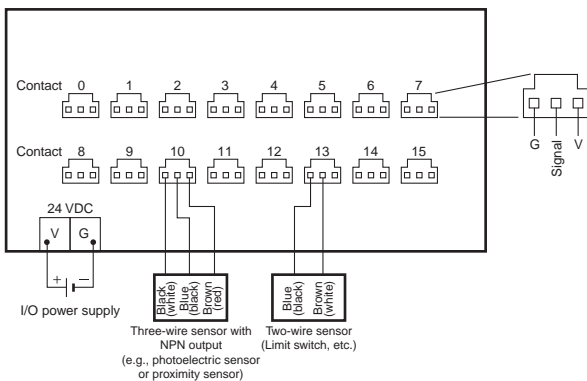 Contact 0 1 2 3 4 5 6 7
G Signal V
Contact 8 9 10 11 12 13 14 15
24 VDC
V G
+ −
I/O power supply
Black (white)
Blue (black)
Brown (red)
Blue (black)
Brown (white)
Three-wire sensor with
NPN output
(e.g., photoelectric sensor
or proximity sensor)
Two-wire sensor
(Limit switch, etc.)